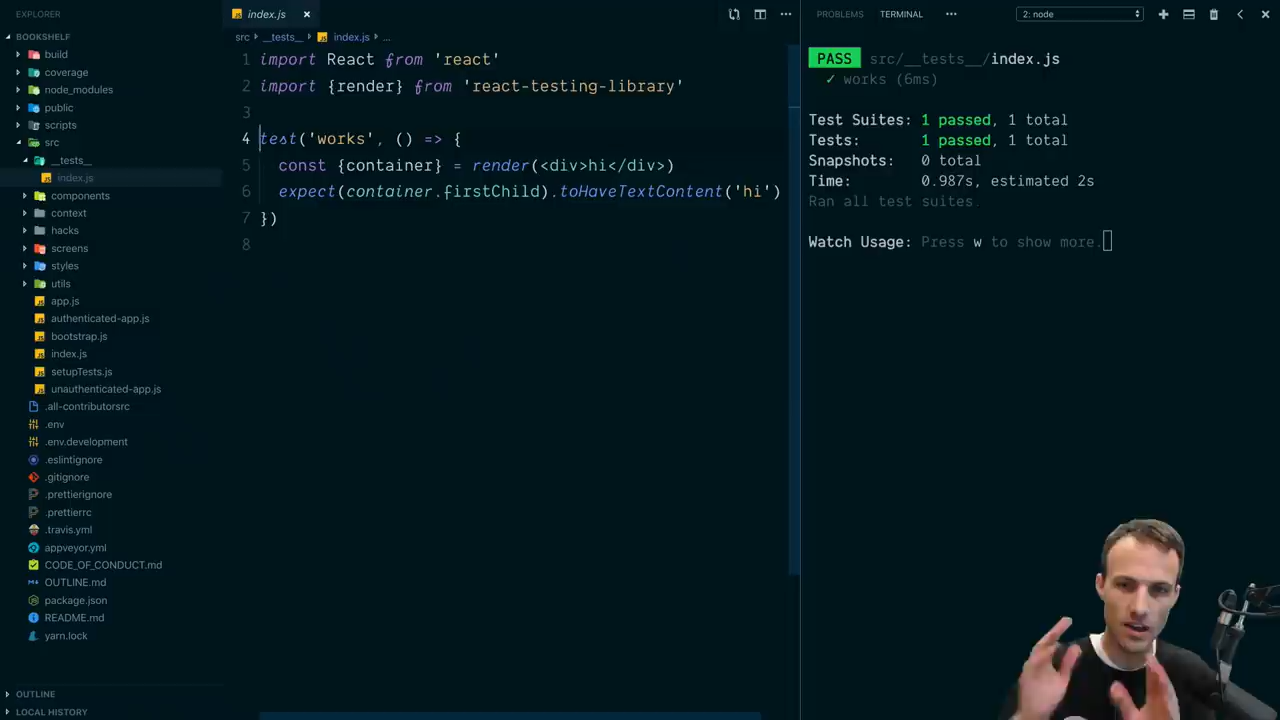 EXPLORER
BOOKSHELF
build
coverage
node_modules
public
scripts
src
__tests__
index.js
components
context
hacks
screens
styles
utils
app.js
authenticated-app.js
bootstrap.js
index.js
setupTests.js
unauthenticated-app.js
.all-contributorsrc
.env
.env.development
.eslintignore
.gitignore
.prettierignore
.prettierrc
.travis.yml
appveyor.yml
CODE_OF_CONDUCT.md
OUTLINE.md
package.json
README.md
yarn.lock
OUTLINE
LOCAL HISTORY
index.js
src › __tests__ › index.js › ...
1 import React from 'react'
2 import {render} from 'react-testing-library'
3
4 test('works', () => {
5 const {container} = render(<div>hi</div>)
6 expect(container.firstChild).toHaveTextContent('hi')
7 })
8
PROBLEMS TERMINAL ... 2: node
PASS src/__tests__/index.js
✓ works (6ms)
Test Suites: 1 passed, 1 total
Tests: 1 passed, 1 total
Snapshots: 0 total
Time: 0.987s, estimated 2s
Ran all test suites.
Watch Usage: Press w to show more.